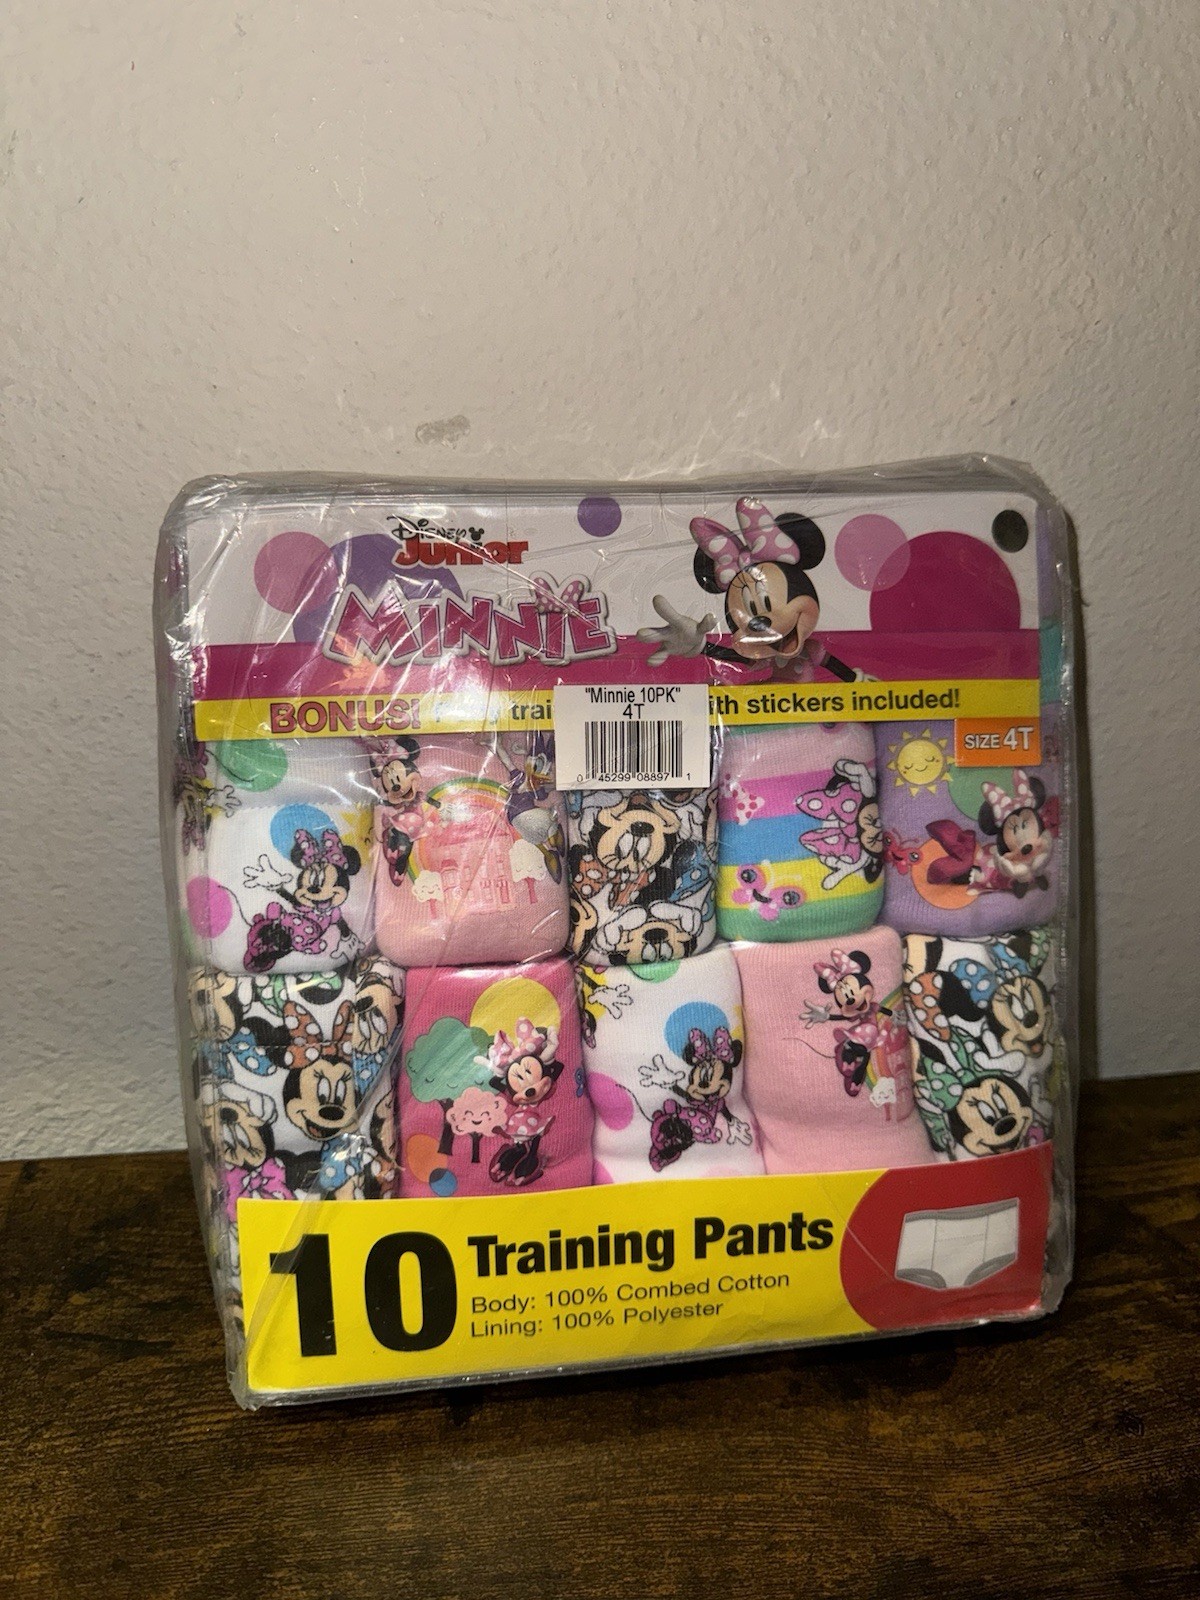 Disney
Junior
MINNIE
BONUS!
with stickers included!
"Minnie 10PK"
4T
0 45299 08897 1
SIZE 4T
10 Training Pants
Body: 100% Combed Cotton
Lining: 100% Polyester